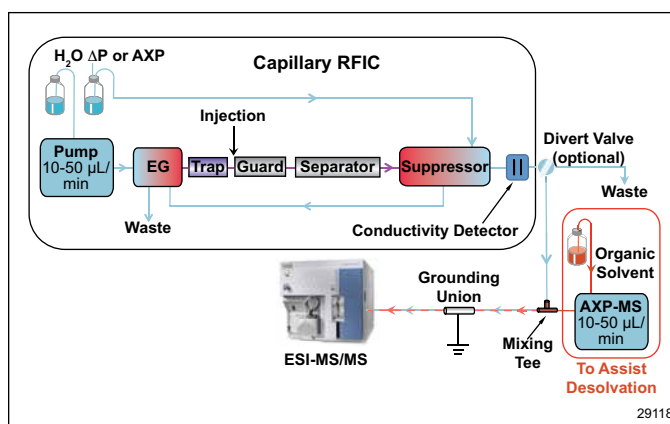 Capillary RFIC
H₂O ΔP or AXP
Injection
Pump
10-50 µL/
min
EG
Trap
Guard
Separator
Suppressor
Divert Valve
(optional)
Waste
Waste
Conductivity Detector
Organic
Solvent
Grounding
Union
AXP-MS
10-50 µL/
min
Mixing
Tee
ESI-MS/MS
To Assist
Desolvation
29118